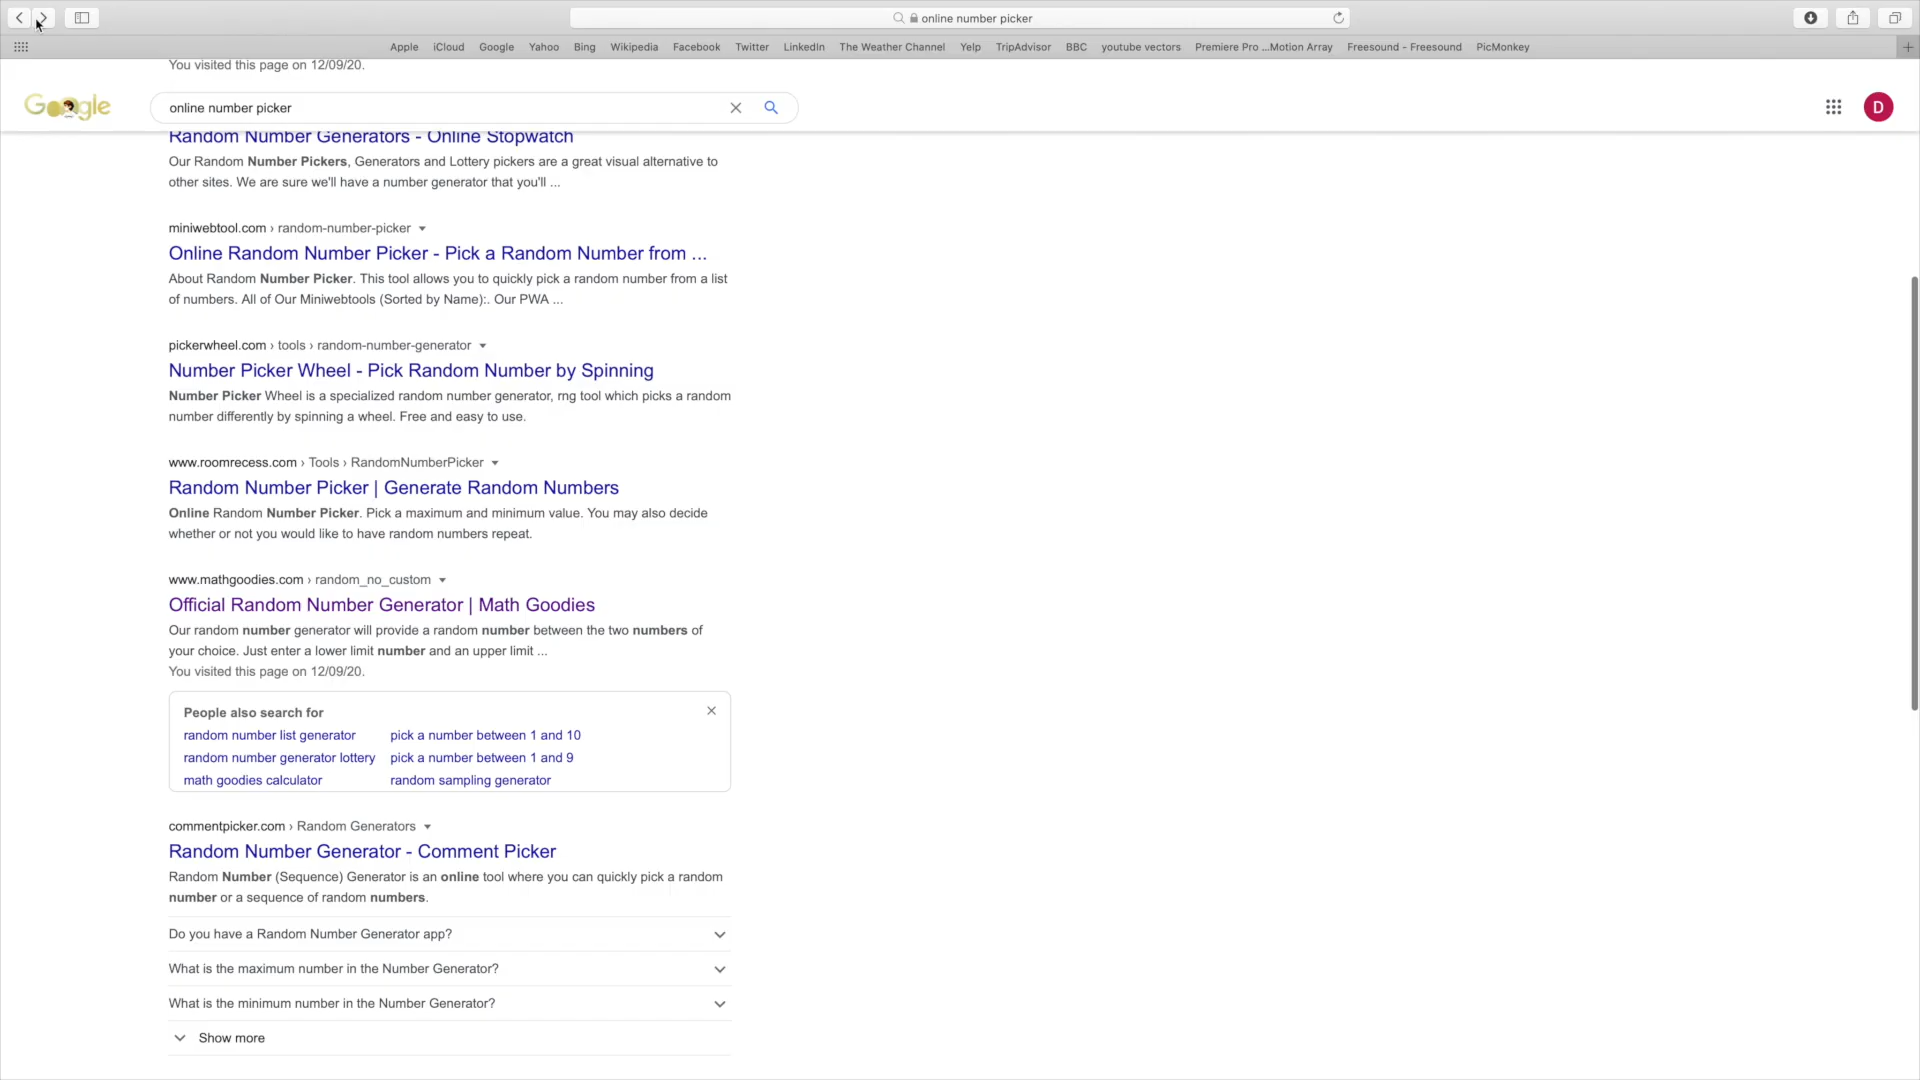 online number picker
Apple iCloud Google Yahoo Bing Wikipedia Facebook Twitter LinkedIn The Weather Channel Yelp TripAdvisor BBC youtube vectors Premiere Pro ...Motion Array Freesound - Freesound PicMonkey
You visited this page on 12/09/20.
Google
online number picker
D
Random Number Generators - Online Stopwatch
Our Random Number Pickers, Generators and Lottery pickers are a great visual alternative to
other sites. We are sure we'll have a number generator that you'll ...
miniwebtool.com › random-number-picker
Online Random Number Picker - Pick a Random Number from ...
About Random Number Picker. This tool allows you to quickly pick a random number from a list
of numbers. All of Our Miniwebtools (Sorted by Name):. Our PWA ...
pickerwheel.com › tools › random-number-generator
Number Picker Wheel - Pick Random Number by Spinning
Number Picker Wheel is a specialized random number generator, rng tool which picks a random
number differently by spinning a wheel. Free and easy to use.
www.roomrecess.com › Tools › RandomNumberPicker
Random Number Picker | Generate Random Numbers
Online Random Number Picker. Pick a maximum and minimum value. You may also decide
whether or not you would like to have random numbers repeat.
www.mathgoodies.com › random_no_custom
Official Random Number Generator | Math Goodies
Our random number generator will provide a random number between the two numbers of
your choice. Just enter a lower limit number and an upper limit ...
You visited this page on 12/09/20.
People also search for
random number list generator pick a number between 1 and 10
random number generator lottery pick a number between 1 and 9
math goodies calculator random sampling generator
commentpicker.com › Random Generators
Random Number Generator - Comment Picker
Random Number (Sequence) Generator is an online tool where you can quickly pick a random
number or a sequence of random numbers.
Do you have a Random Number Generator app?
What is the maximum number in the Number Generator?
What is the minimum number in the Number Generator?
Show more